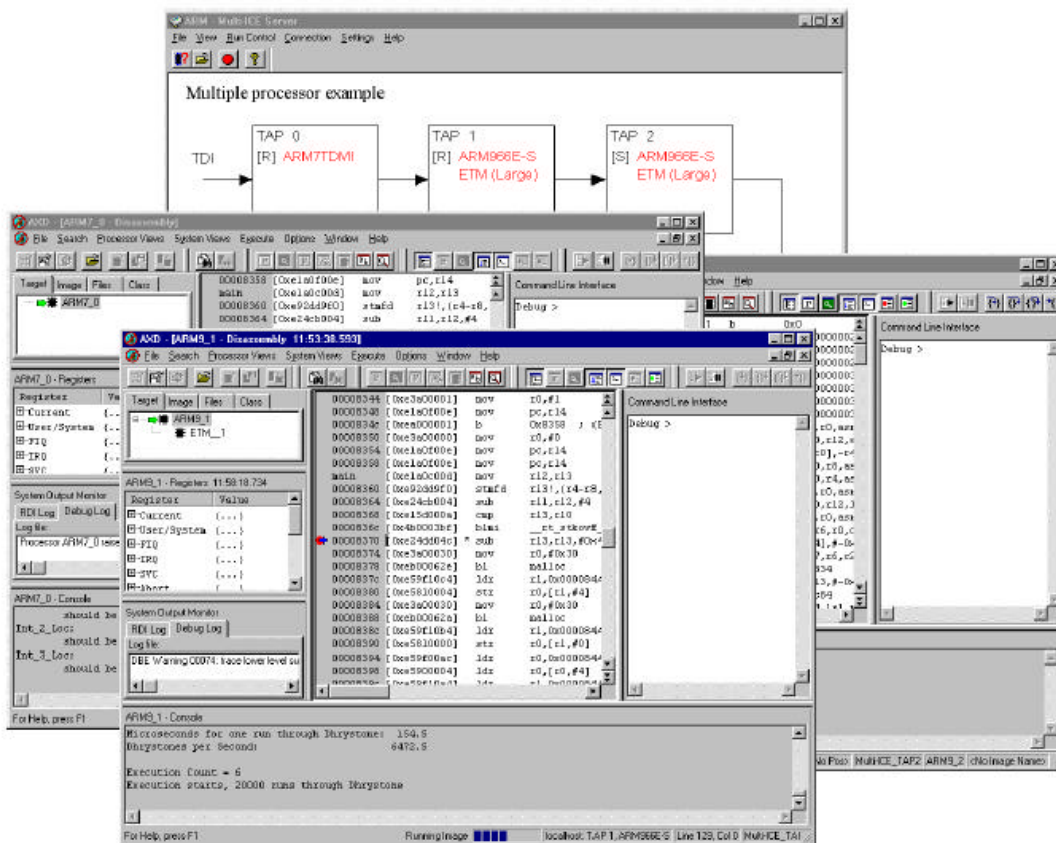 ARM - Multi-ICE Server
File View Run Control Connection Settings Help
Multiple processor example
TDI
TAP 0
[R] ARM7TDMI
TAP 1
[R] ARM966E-S
ETM (Large)
TAP 2
[S] ARM966E-S
ETM (Large)
AXD - [ARM7_0 - Disassembly]
File Search Processor Views System Views Execute Options Window Help
Target Image Files Class
ARM7_0
00008358 [0xe1a0f00e] mov pc,r14
main [0xe1a0c00d] mov r12,r13
00008360 [0xe92dd9f0] stmfd r13!,{r4-r8,
00008364 [0xe24cb004] sub r11,r12,#4
Command Line Interface
Debug >
ARM7_0 - Registers
Register
Current {..
User/System {..
FIQ {..
IRQ {..
SVC {..
System Output Monitor
RDI Log Debug Log
Log file:
Processor ARM7_0 rese
ARM7_0 - Console
should be
Int_2_Loc:
should be
Int_3_Loc:
should be
For Help, press F1
Window Help
1 b 0x0
Command Line Interface
Debug >
<No Pos> Multi-ICE_TAP2 ARM9_2 <No Image Name>
AXD - [ARM9_1 - Disassembly 11:53:38.593]
File Search Processor Views System Views Execute Options Window Help
Target Image Files Class
ARM9_1
ETM__1
ARM9_1 - Registers 11:58:18.734
Register Value
Current {...}
User/System {...}
FIQ {...}
IRQ {...}
SVC {...}
Abort
System Output Monitor
RDI Log Debug Log
Log file:
DBE Warning 00074: trace lower level su
00008344 [0xe3a00001] mov r0,#1
00008348 [0xe1a0f00e] mov pc,r14
0000834c [0xea000001] b 0x8358 ;
00008350 [0xe3a00000] mov r0,#0
00008354 [0xe1a0f00e] mov pc,r14
00008358 [0xe1a0f00e] mov pc,r14
main [0xe1a0c00d] mov r12,r13
00008360 [0xe92dd9f0] stmfd r13!,{r4-r8,
00008364 [0xe24cb004] sub r11,r12,#4
00008368 [0xe15d000a] cmp r13,r10
0000836c [0x4b0003bf] blmi
00008370 [0xe24dd04c] * sub r13,r13,#0x4
00008374 [0xe3a00030] mov r0,#0x30
00008378 [0xeb00062e] bl malloc
0000837c [0xe59f10c4] ldr r1,0x000084
00008380 [0xe5810004] str r0,[r1,#4]
00008384 [0xe3a00030] mov r0,#0x30
00008388 [0xeb00062a] bl malloc
0000838c [0xe59f10b4] ldr r1,0x000084
00008390 [0xe5810000] str r0,[r1,#0]
00008394 [0xe59f00ac] ldr r0,0x000084
00008398 [0xe5900004] ldr r0,[r0,#4]
Command Line Interface
Debug >
ARM9_1 - Console
Microseconds for one run through Dhrystone: 154.5
Dhrystones per Second: 6472.5
Execution Count = 6
Execution starts, 20000 runs through Dhrystone
For Help, press F1 Running Image localhost: TAP 1, ARM966E-S Line 129, Col 0 Multi-ICE_TA